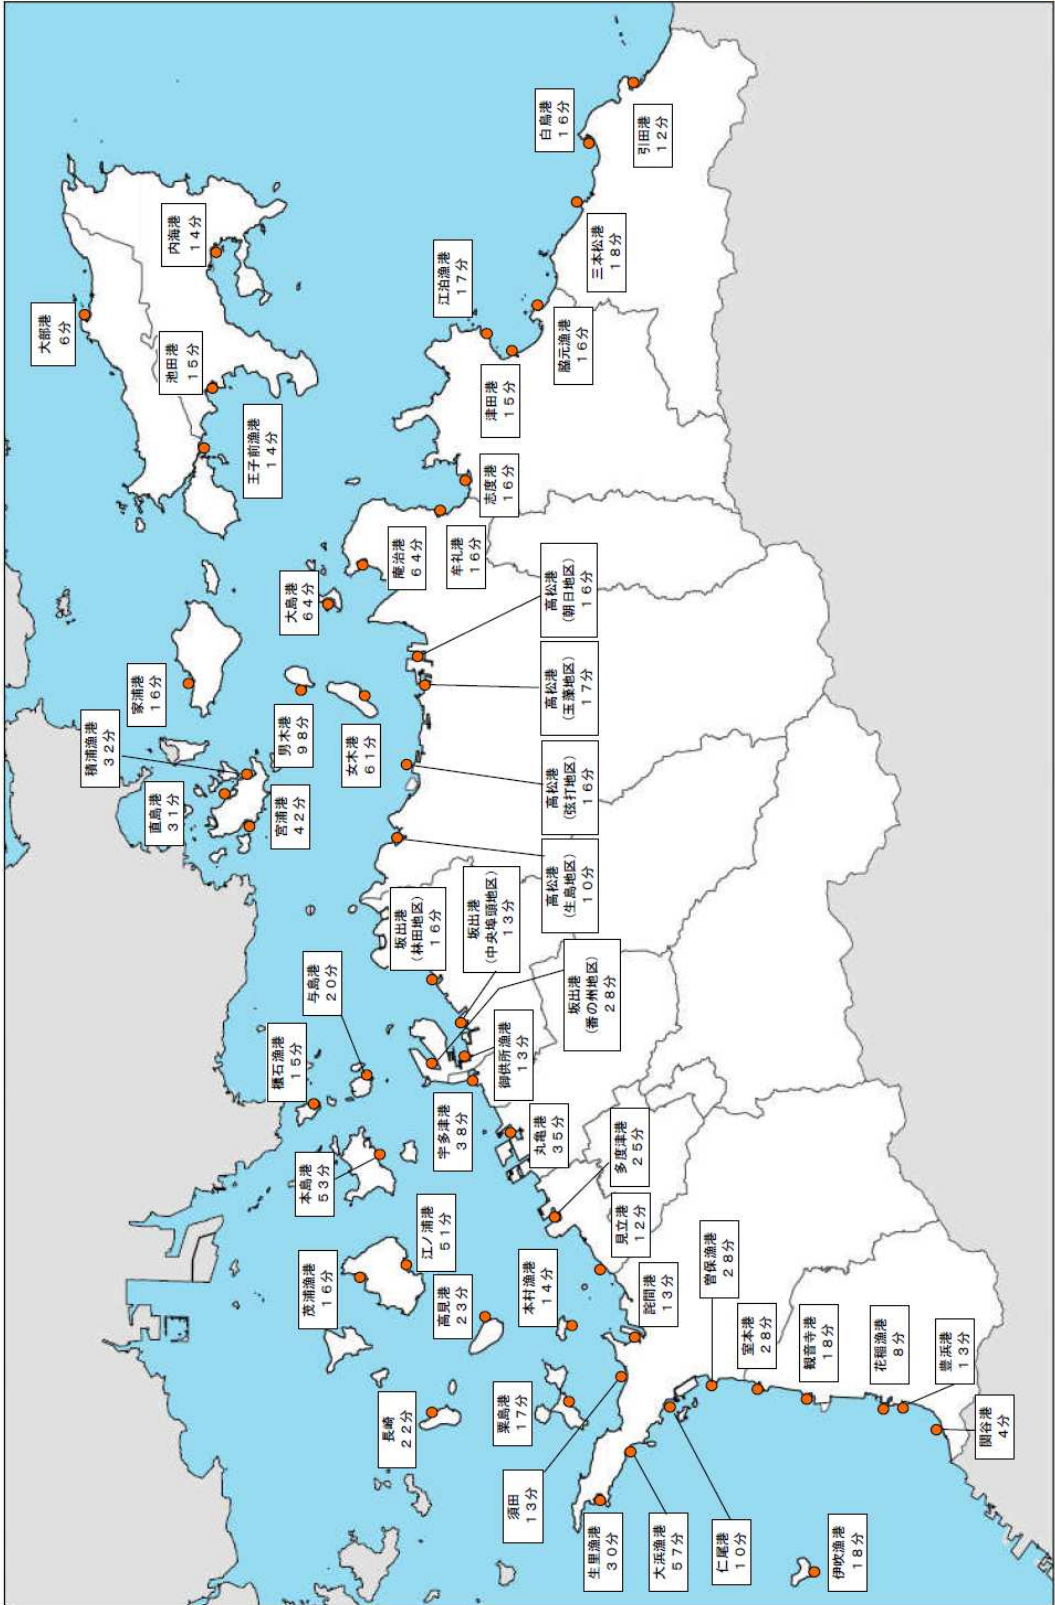 大部港
6分
内海港
14分
池田港
15分
王子前漁港
14分
家浦港
16分
積浦漁港
32分
直島港
31分
宮浦港
42分
男木港
98分
女木港
61分
大島港
64分
庵治港
64分
牟礼港
16分
志度港
16分
江泊漁港
17分
津田港
15分
脇元漁港
16分
三本松港
18分
白鳥港
16分
引田港
12分
高松港
(朝日地区)
16分
高松港
(玉藻地区)
17分
高松港
(弦打地区)
16分
高松港
(生島地区)
10分
坂出港
(林田地区)
16分
坂出港
(中央埠頭地区)
13分
坂出港
(番の州地区)
28分
御供所漁港
13分
与島港
20分
櫃石漁港
15分
宇多津港
38分
丸亀港
35分
本島港
53分
多度津港
25分
江ノ浦港
51分
茂浦漁港
16分
高見港
23分
見立港
12分
本村漁港
14分
詫間港
13分
長崎
22分
粟島港
17分
須田
13分
生里漁港
30分
大浜漁港
57分
仁尾港
10分
曽保漁港
28分
室本港
28分
観音寺港
18分
花稲漁港
8分
豊浜港
13分
関谷港
4分
伊吹漁港
18分